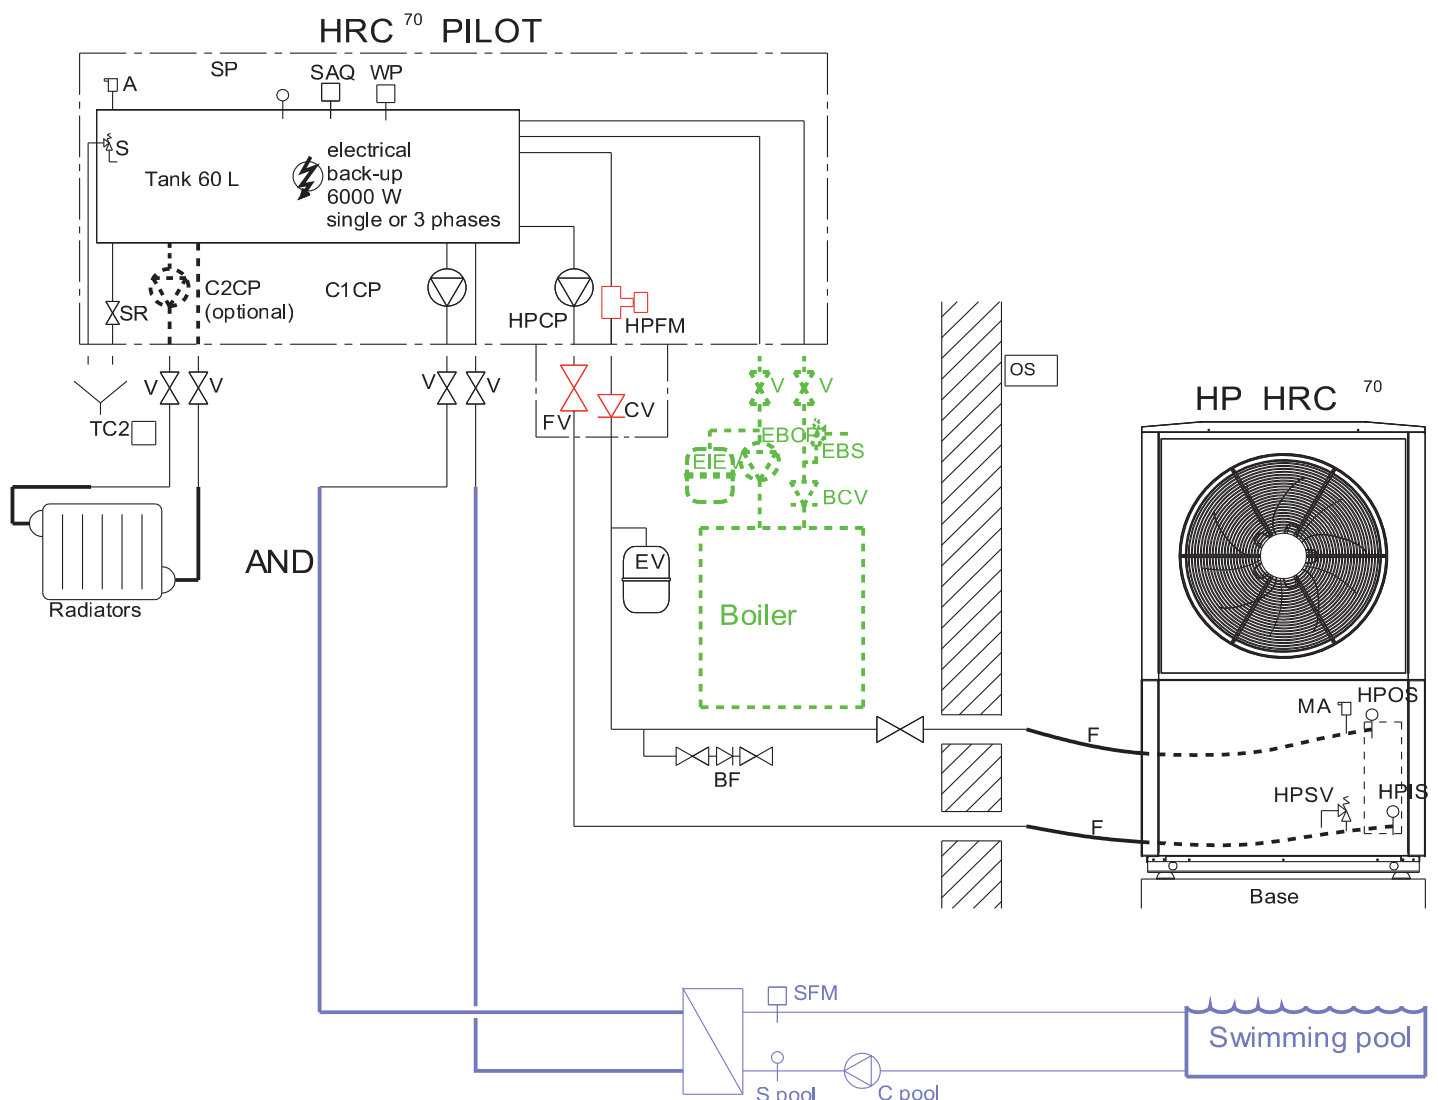 HRC 70 PILOT
SP
SAQ
WP
A
S
Tank 60 L
electrical
back-up
6000 W
single or 3 phases
C2CP
(optional)
C1CP
SR
HPCP
HPFM
V
V
V
V
FV
CV
V
V
OS
HP HRC 70
TC2
EIEV
EBS
BCV
AND
EV
Radiators
Boiler
MA
HPOS
F
BF
HPSV
HPIS
F
Base
SFM
Swimming pool
S pool
C pool